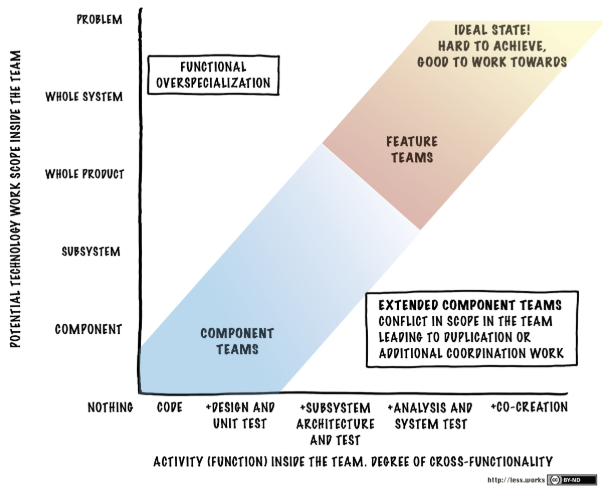 POTENTIAL TECHNOLOGY WORK SCOPE INSIDE THE TEAM
PROBLEM
WHOLE SYSTEM
WHOLE PRODUCT
SUBSYSTEM
COMPONENT
NOTHING
FUNCTIONAL
OVERSPECIALIZATION
IDEAL STATE!
HARD TO ACHIEVE,
GOOD TO WORK TOWARDS
FEATURE
TEAMS
COMPONENT
TEAMS
EXTENDED COMPONENT TEAMS
CONFLICT IN SCOPE IN THE TEAM
LEADING TO DUPLICATION OR
ADDITIONAL COORDINATION WORK
CODE
+DESIGN AND
UNIT TEST
+SUBSYSTEM
ARCHITECTURE
AND TEST
+ANALYSIS AND
SYSTEM TEST
+CO-CREATION
ACTIVITY (FUNCTION) INSIDE THE TEAM. DEGREE OF CROSS-FUNCTIONALITY
http://less.works
cc BY-ND